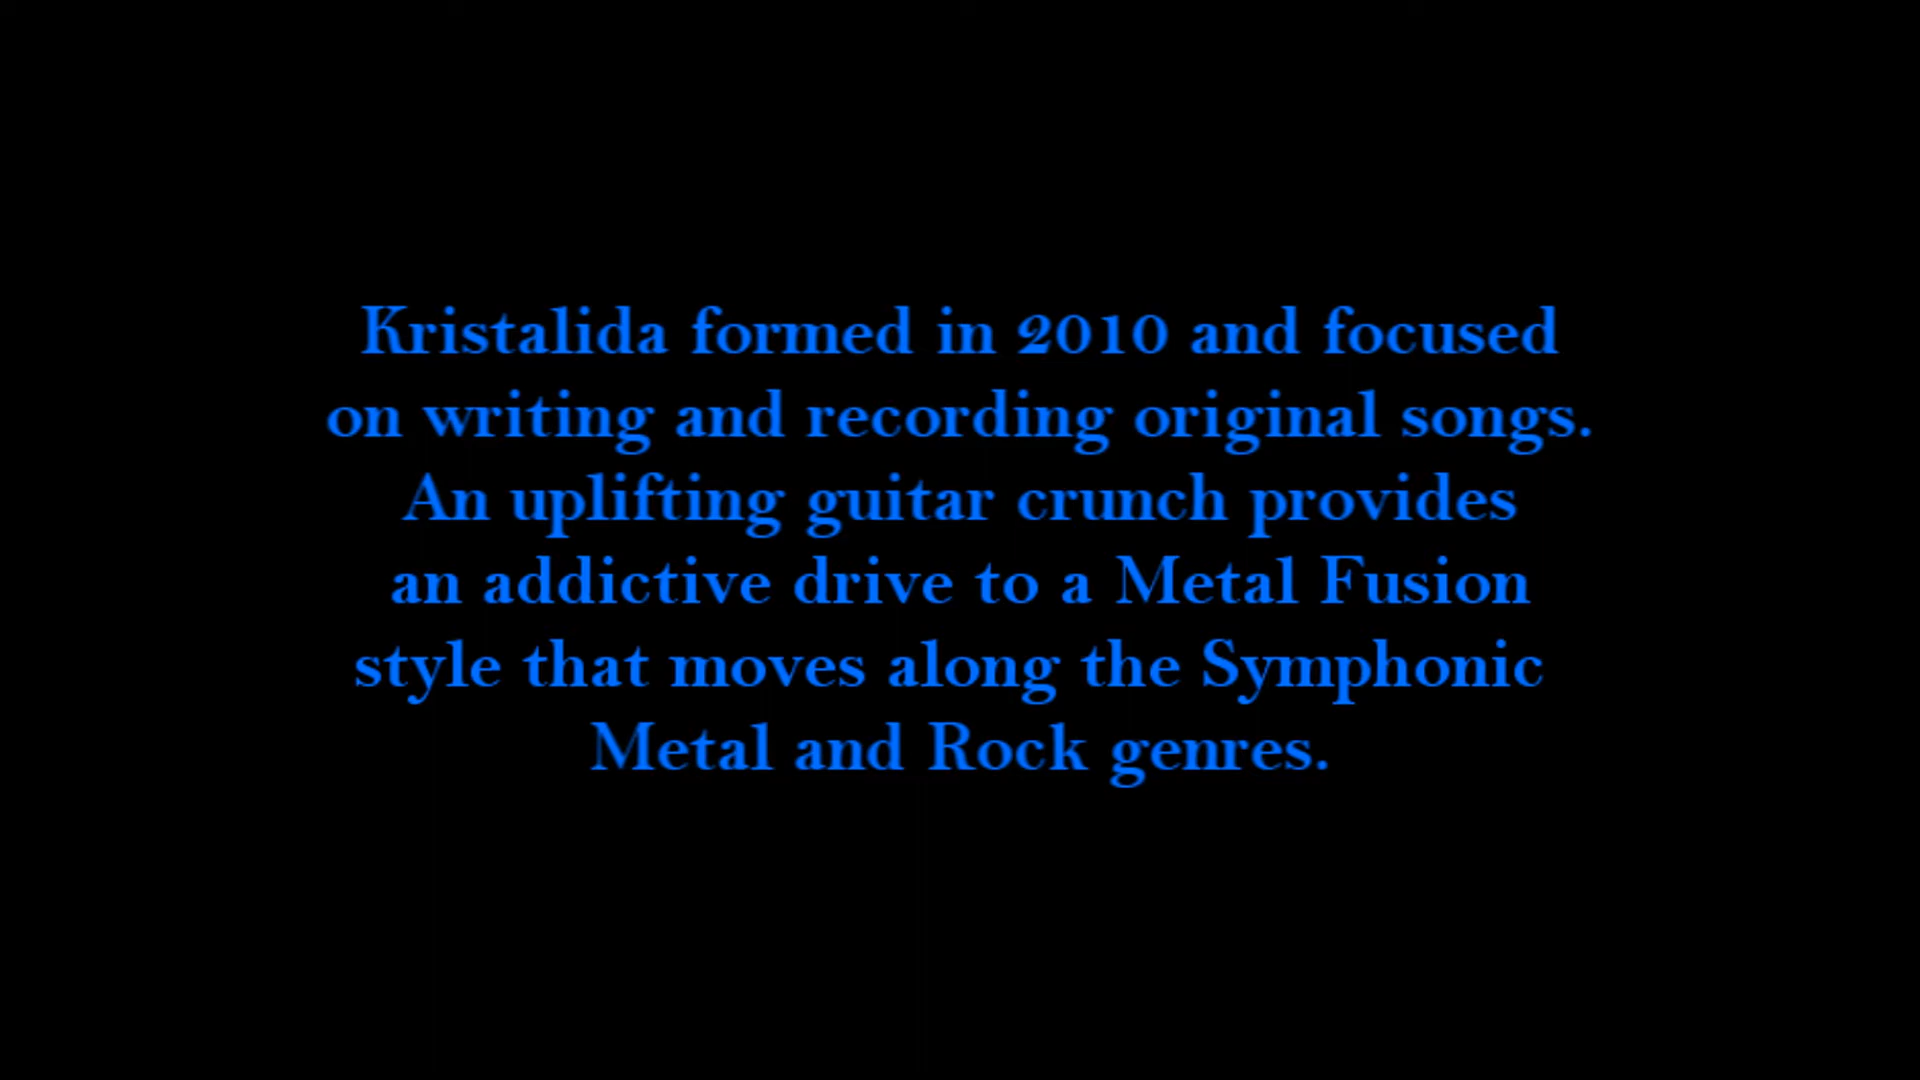 Kristalida formed in 2010 and focused
on writing and recording original songs.
An uplifting guitar crunch provides
an addictive drive to a Metal Fusion
style that moves along the Symphonic
Metal and Rock genres.